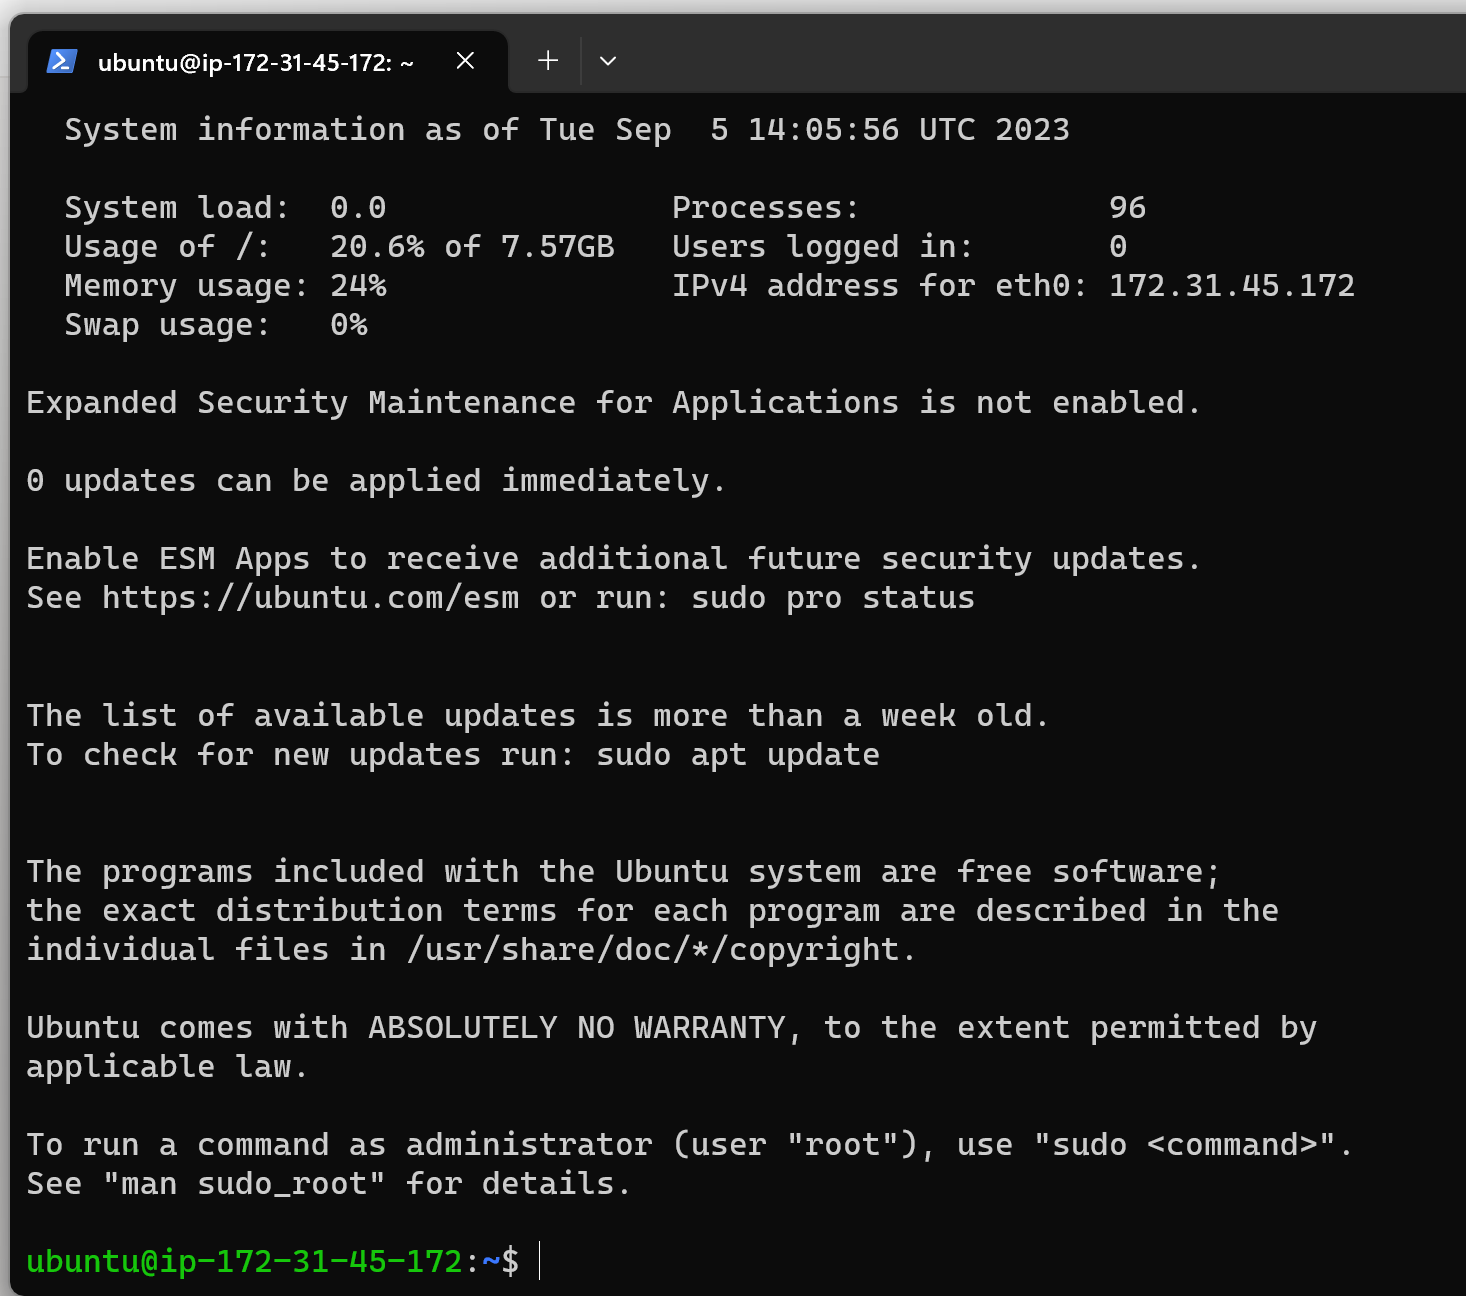 ubuntu@ip-172-31-45-172: ~
System information as of Tue Sep  5 14:05:56 UTC 2023
System load:  0.0               Processes:             96
Usage of /:   20.6% of 7.57GB   Users logged in:       0
Memory usage: 24%               IPv4 address for eth0: 172.31.45.172
Swap usage:   0%
Expanded Security Maintenance for Applications is not enabled.
0 updates can be applied immediately.
Enable ESM Apps to receive additional future security updates.
See https://ubuntu.com/esm or run: sudo pro status
The list of available updates is more than a week old.
To check for new updates run: sudo apt update
The programs included with the Ubuntu system are free software;
the exact distribution terms for each program are described in the
individual files in /usr/share/doc/*/copyright.
Ubuntu comes with ABSOLUTELY NO WARRANTY, to the extent permitted by
applicable law.
To run a command as administrator (user "root"), use "sudo <command>".
See "man sudo_root" for details.
ubuntu@ip-172-31-45-172:~$